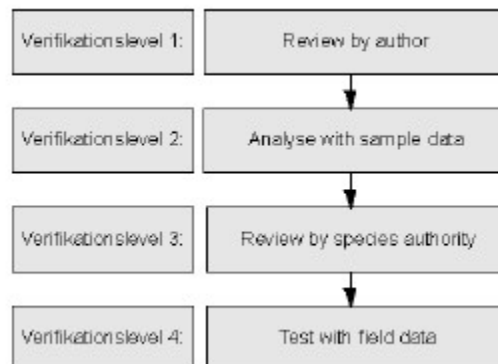 Verifikationslevel 1: Review by author
Verifikationslevel 2: Analyse with sample data
Verifikationslevel 3: Review by species authority
Verifikationslevel 4: Test with field data